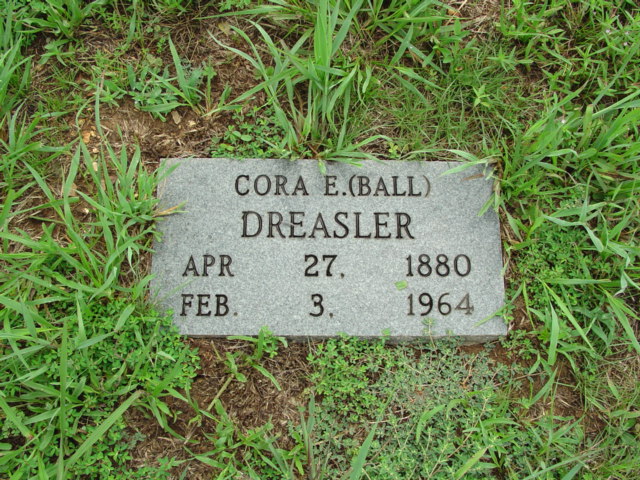 CORA E.(BALL)
DREASLER
APR 27, 1880
FEB. 3, 1964